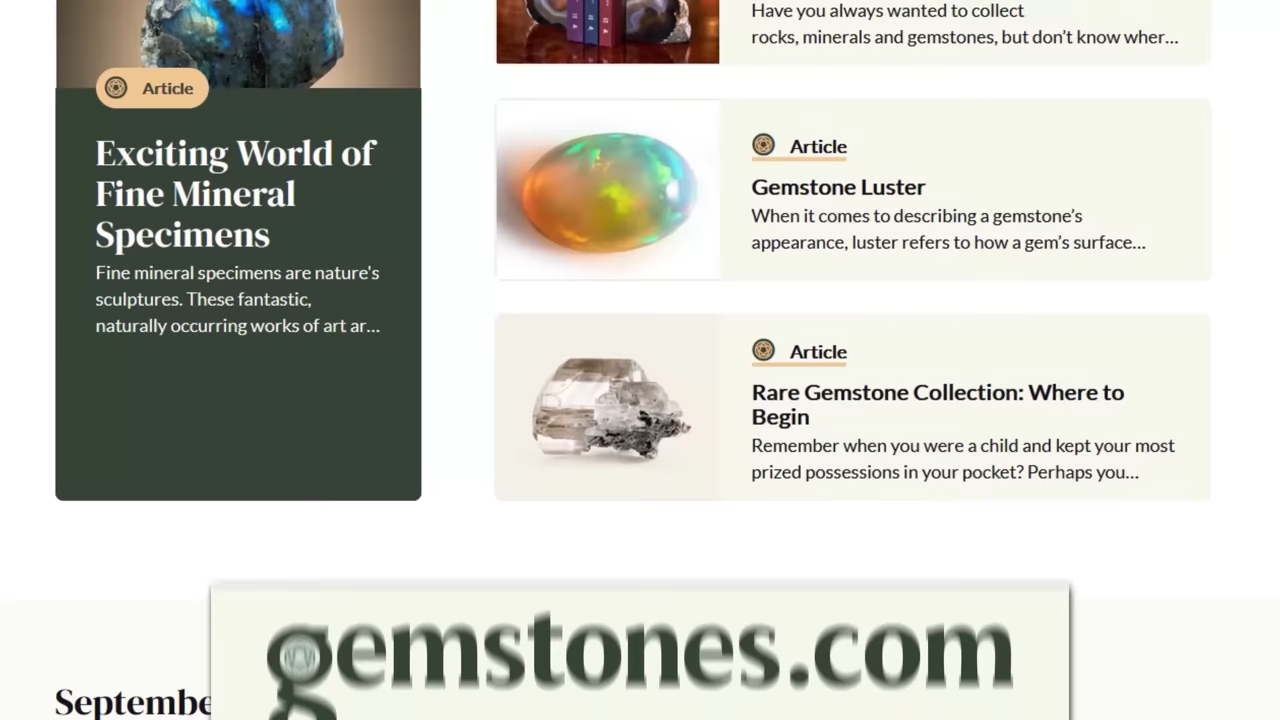 Article
Exciting World of
Fine Mineral
Specimens
Fine mineral specimens are nature's
sculptures. These fantastic,
naturally occurring works of art ar...
Have you always wanted to collect
rocks, minerals and gemstones, but don’t know wher...
Article
Gemstone Luster
When it comes to describing a gemstone’s
appearance, luster refers to how a gem’s surface...
Article
Rare Gemstone Collection: Where to
Begin
Remember when you were a child and kept your most
prized possessions in your pocket? Perhaps you...
gemstones.com
Septembe